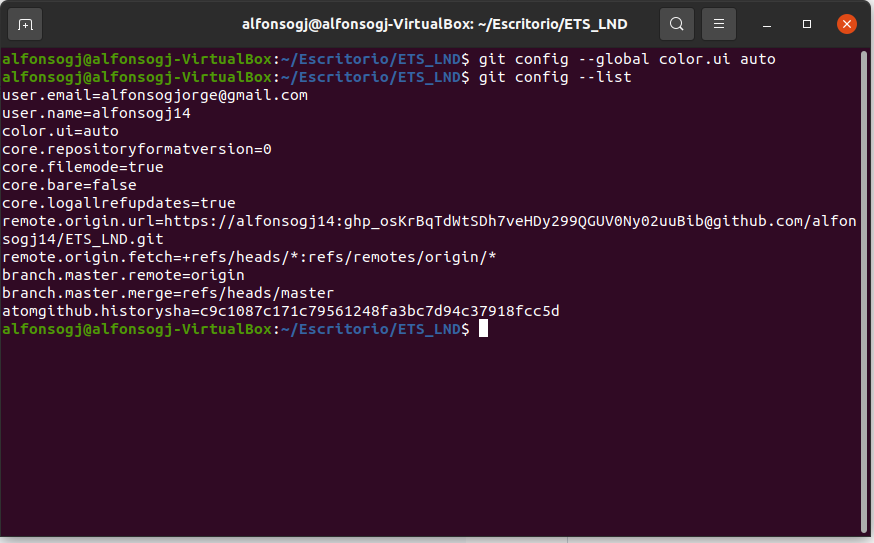 alfonsogj@alfonsogj-VirtualBox: ~/Escritorio/ETS_LND
alfonsogj@alfonsogj-VirtualBox:~/Escritorio/ETS_LND$ git config --global color.ui auto
alfonsogj@alfonsogj-VirtualBox:~/Escritorio/ETS_LND$ git config --list
user.email=alfonsogjorge@gmail.com
user.name=alfonsogj14
color.ui=auto
core.repositoryformatversion=0
core.filemode=true
core.bare=false
core.logallrefupdates=true
remote.origin.url=https://alfonsogj14: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@github.com/alfon
sogj14/ETS_LND.git
remote.origin.fetch=+refs/heads/*:refs/remotes/origin/*
branch.master.remote=origin
branch.master.merge=refs/heads/master
atomgithub.historysha=c9c1087c171c79561248fa3bc7d94c37918fcc5d
alfonsogj@alfonsogj-VirtualBox:~/Escritorio/ETS_LND$